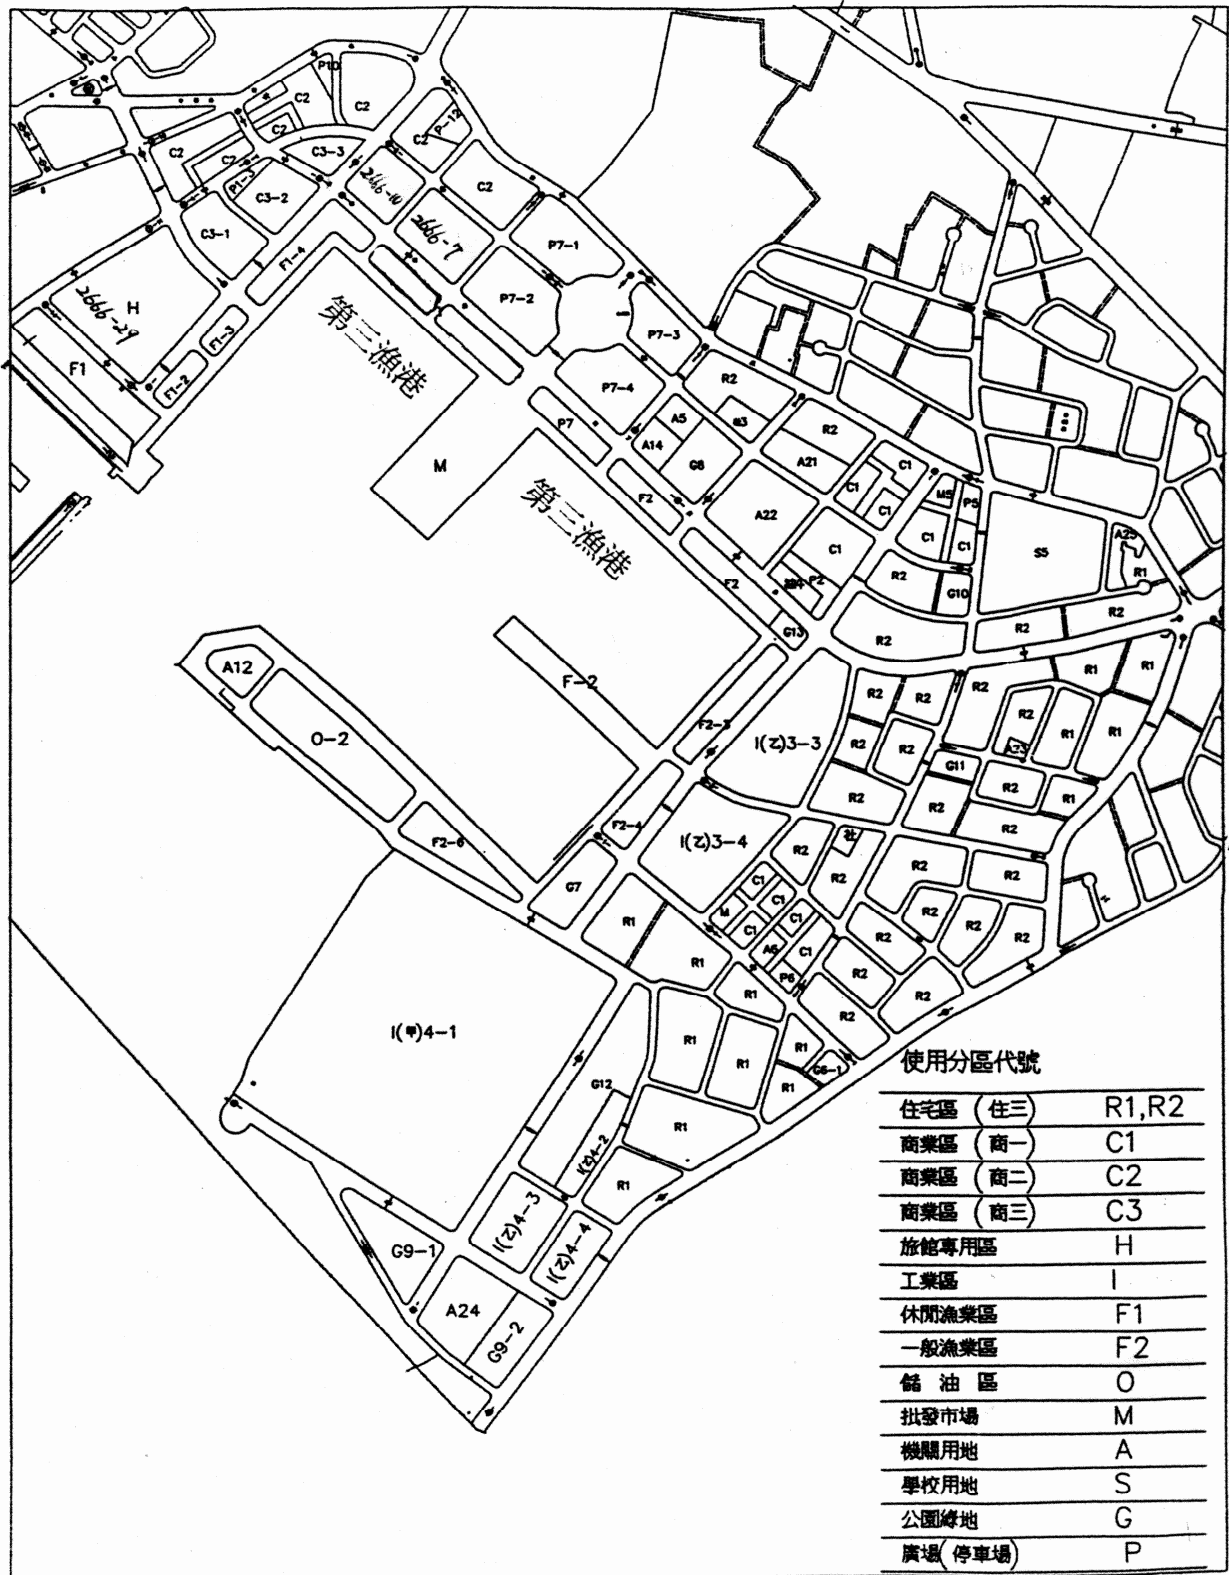 P10
C2
C2
C2
P-12
C2
C2
C2
C3-3
P1-3
C3-2
C3-1
C2
2666-10
2666-7
P7-1
F1-4
P7-2
H
2666-29
F1-3
F1-2
F1
第三漁港
P7-3
P7-4
R2
A5
A14
G8
P7
R2
A21
C1
C1
C1
M
第三漁港
F2
A22
M5
P5
C1
C1
C1
S5
A25
R1
F2
P2
R2
G10
G13
R2
R2
R2
A12
O-2
F-2
F2-3
I(乙)3-3
R2
R2
R2
R1
R1
R2
R2
R2
A23
R1
R1
G11
R2
R2
R2
R1
R2
F2-6
F2-4
I(乙)3-4
R2
社
R2
R2
R2
G7
C1
C1
M
C1
C1
A6
C1
P6
R1
R1
R1
R2
R2
R2
R2
R2
R2
R2
I(甲)4-1
R1
R1
R1
R1
G6-1
G12
I(乙)4-2
R1
R1
I(乙)4-3
I(乙)4-4
G9-1
A24
G9-2
使用分區代號
住宅區 (住三) R1,R2
商業區 (商一) C1
商業區 (商二) C2
商業區 (商三) C3
旅館專用區 H
工業區 I
休閒漁業區 F1
一般漁業區 F2
儲 油 區 O
批發市場 M
機關用地 A
學校用地 S
公園綠地 G
廣場(停車場) P